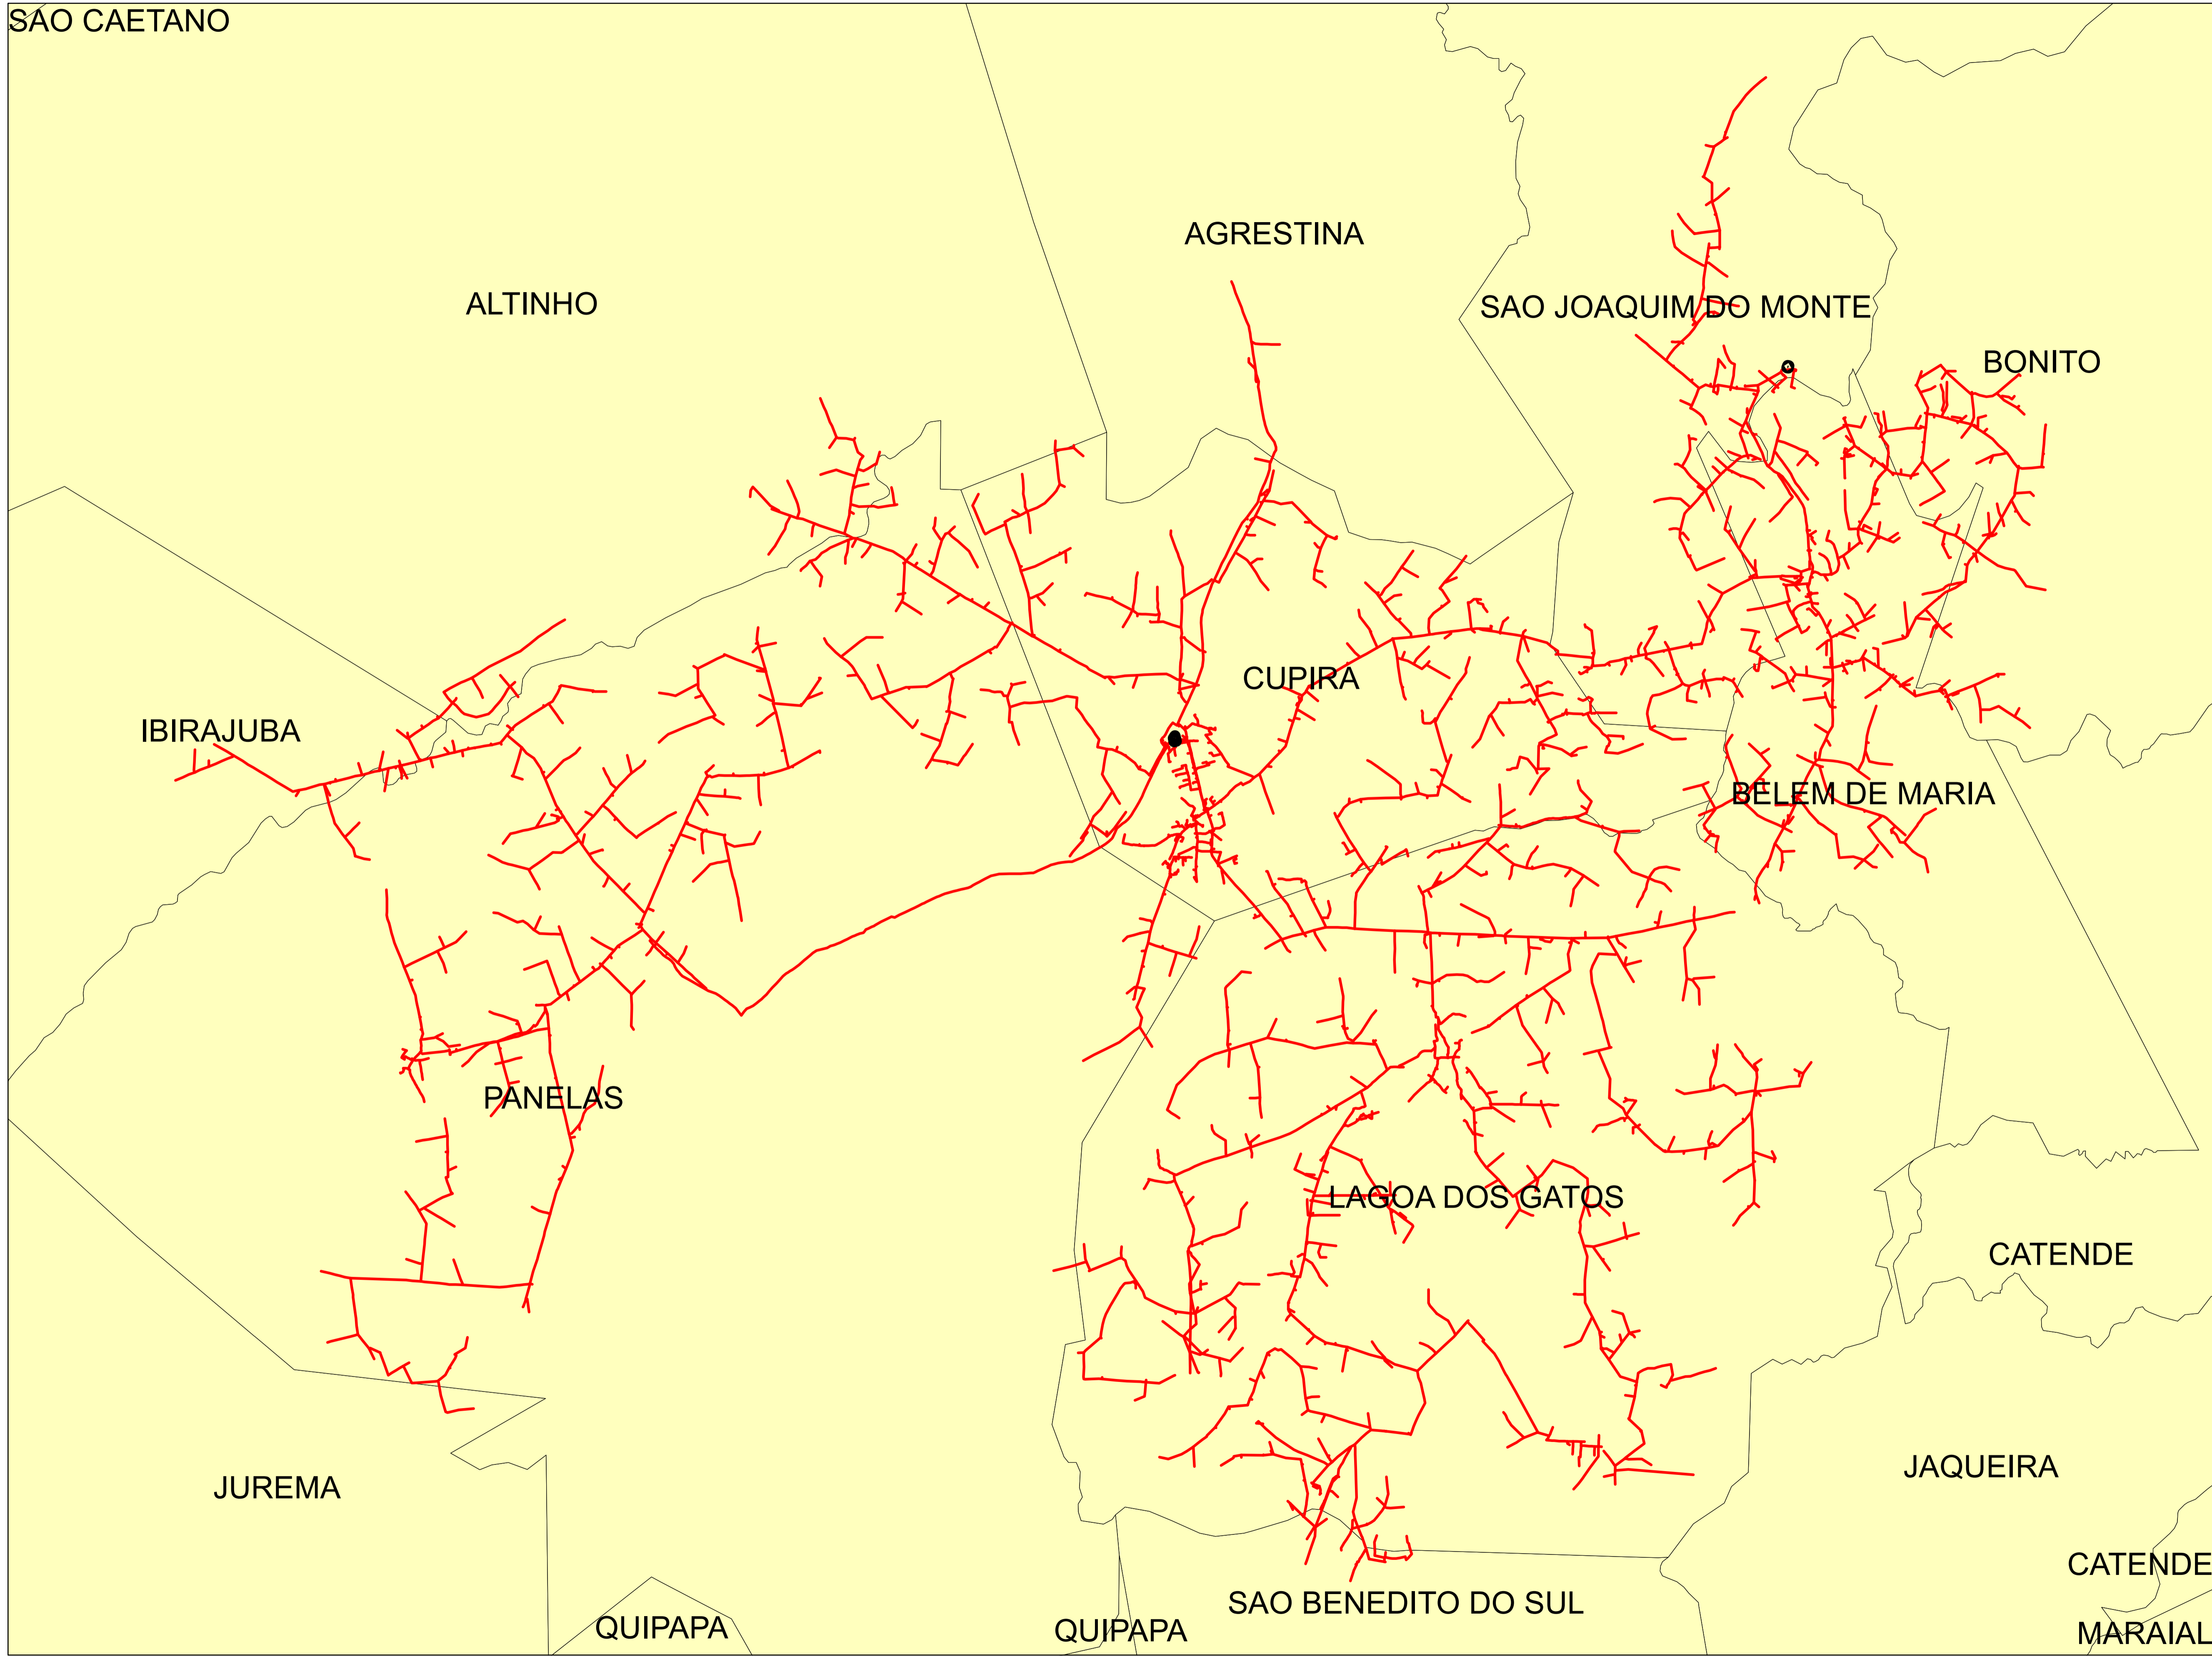 SAO CAETANO
AGRESTINA
ALTINHO
SAO JOAQUIM DO MONTE
BONITO
CUPIRA
IBIRAJUBA
BELEM DE MARIA
PANELAS
LAGOA DOS GATOS
CATENDE
JAQUEIRA
JUREMA
CATENDE
SAO BENEDITO DO SUL
QUIPAPA
QUIPAPA
MARAIAL